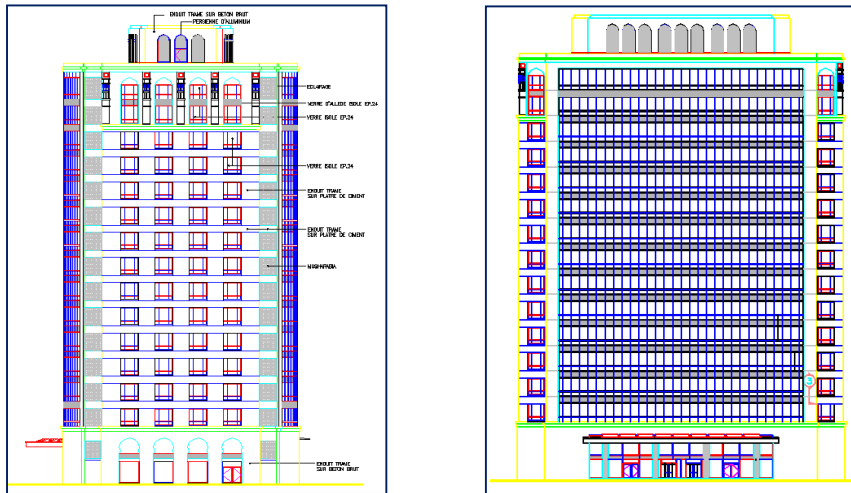 ENDUIT TRAME SUR BETON BRUT
PERSIENNE D'ALUMINIUM
ECLAIRAGE
VERRE D'ALLEGE ISOLE EP.24
VERRE ISOLE EP.24
VERRE ISOLE EP.24
ENDUIT TRAME
SUR PLATRE DE CIMENT
ENDUIT TRAME
SUR PLATRE DE CIMENT
ENDUIT TRAME
SUR BETON BRUT
3